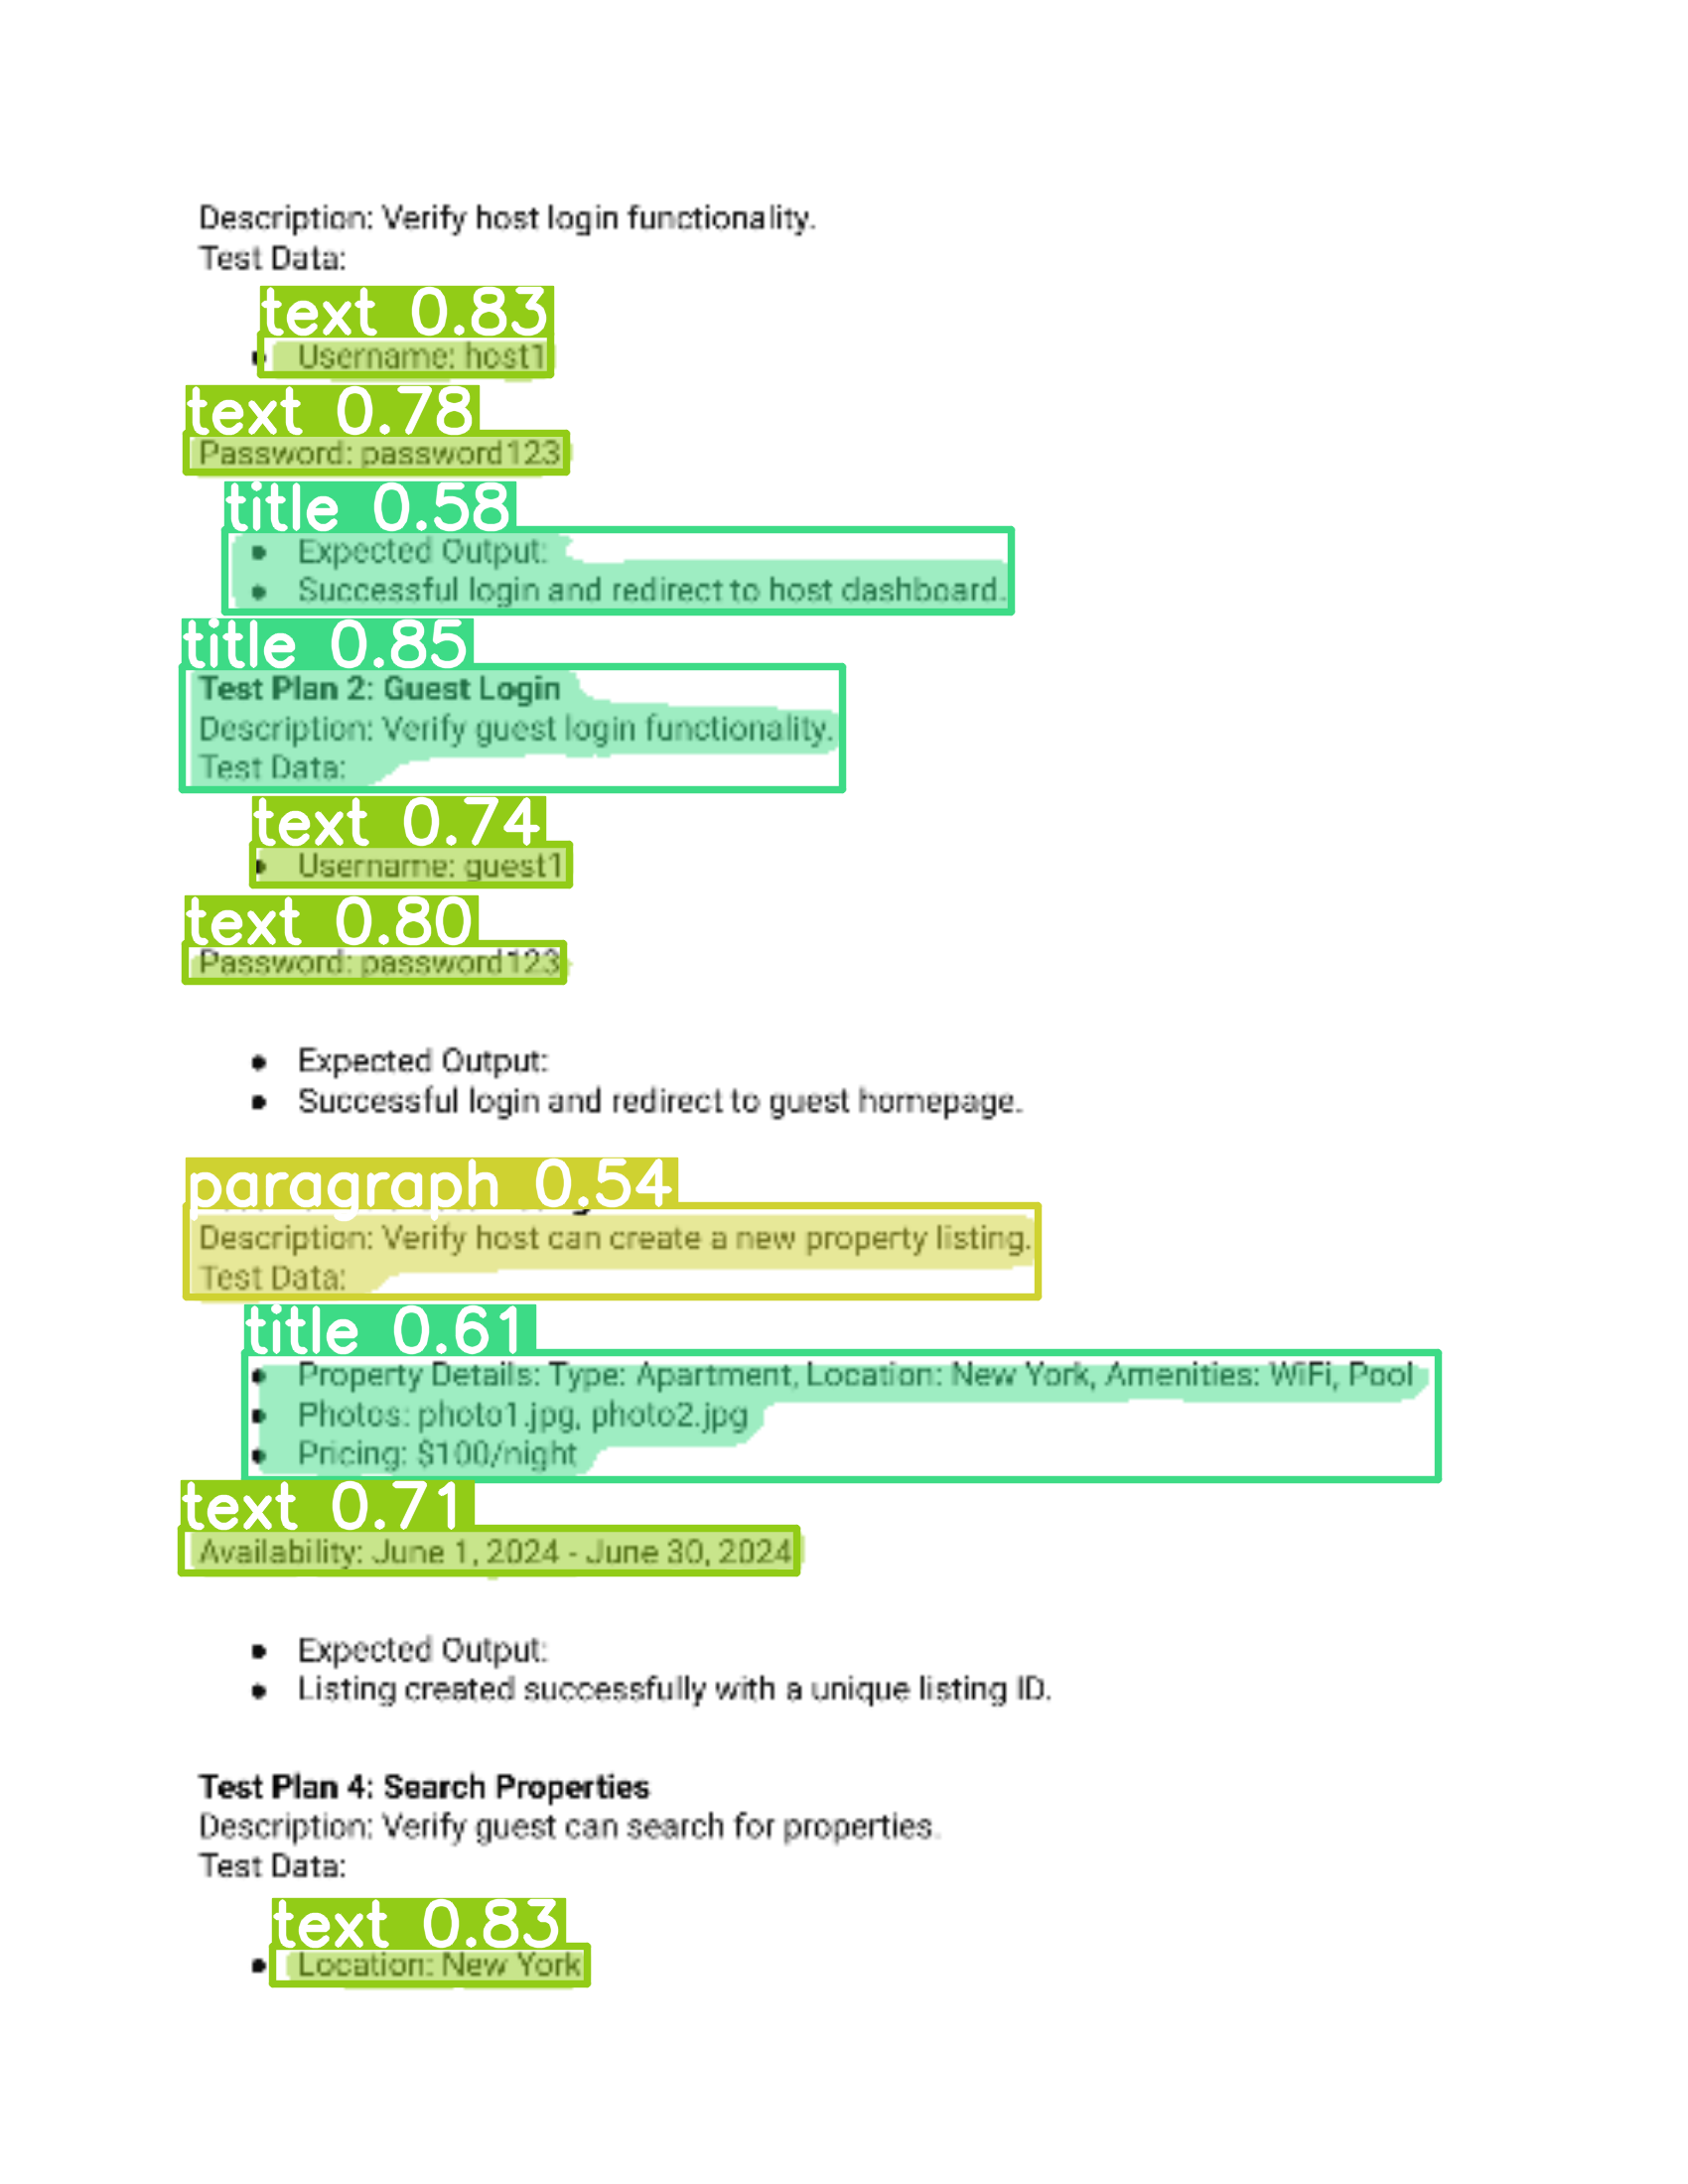 Description: Verify host login functionality.
Test Data:
text 0.83
• Username: host1
text 0.78
Password: password123
title 0.58
• Expected Output:
• Successful login and redirect to host dashboard.
title 0.85
Test Plan 2: Guest Login
Description: Verify guest login functionality.
Test Data:
text 0.74
• Username: guest1
text 0.80
Password: password123
• Expected Output:
• Successful login and redirect to guest homepage.
paragraph 0.54
Description: Verify host can create a new property listing.
Test Data:
title 0.61
• Property Details: Type: Apartment, Location: New York, Amenities: WiFi, Pool
• Photos: photo1.jpg, photo2.jpg
• Pricing: $100/night
text 0.71
Availability: June 1, 2024 - June 30, 2024
• Expected Output:
• Listing created successfully with a unique listing ID.
Test Plan 4: Search Properties
Description: Verify guest can search for properties.
Test Data:
text 0.83
• Location: New York